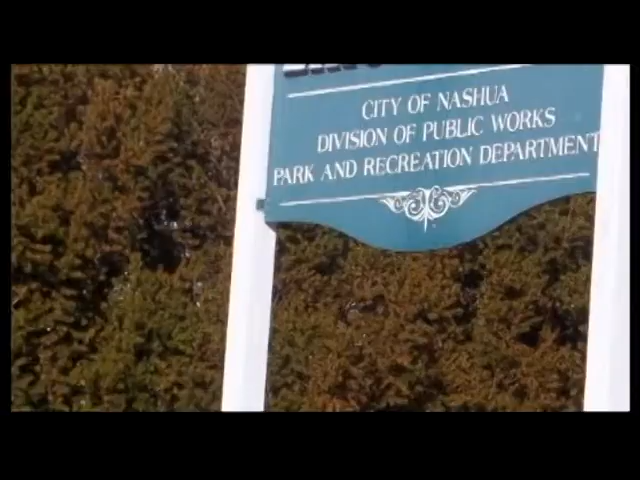 CITY OF NASHUA
DIVISION OF PUBLIC WORKS
PARK AND RECREATION DEPARTMENT